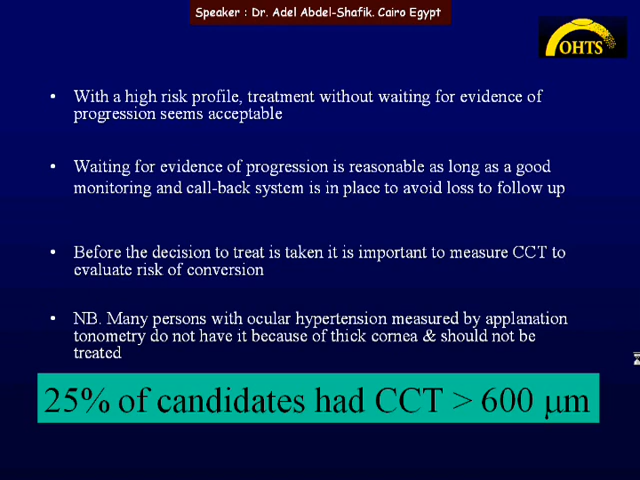 Speaker : Dr. Adel Abdel-Shafik. Cairo Egypt
OHTS
• With a high risk profile, treatment without waiting for evidence of
progression seems acceptable
• Waiting for evidence of progression is reasonable as long as a good
monitoring and call-back system is in place to avoid loss to follow up
• Before the decision to treat is taken it is important to measure CCT to
evaluate risk of conversion
• NB. Many persons with ocular hypertension measured by applanation
tonometry do not have it because of thick cornea & should not be
treated
25% of candidates had CCT > 600 μm